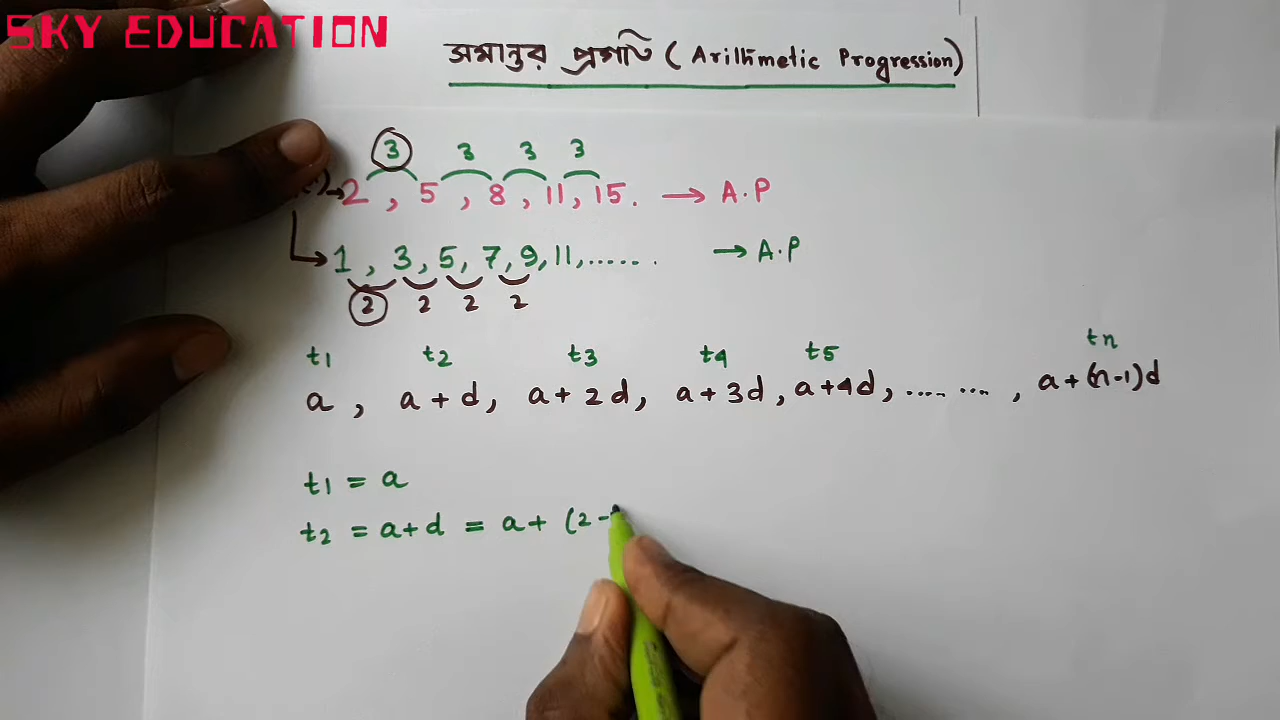 SKY EDUCATION
সমান্তর প্রগতি (Arithmetic Progression)
3 3 3 3
2, 5, 8, 11, 15. → A.P
1, 3, 5, 7, 9, 11, ...... . → A.P
2 2 2 2
t1 t2 t3 t4 t5 tn
a, a+d, a+2d, a+3d, a+4d, .... ..., a+(n-1)d
t1 = a
t2 = a+d = a+ (2-